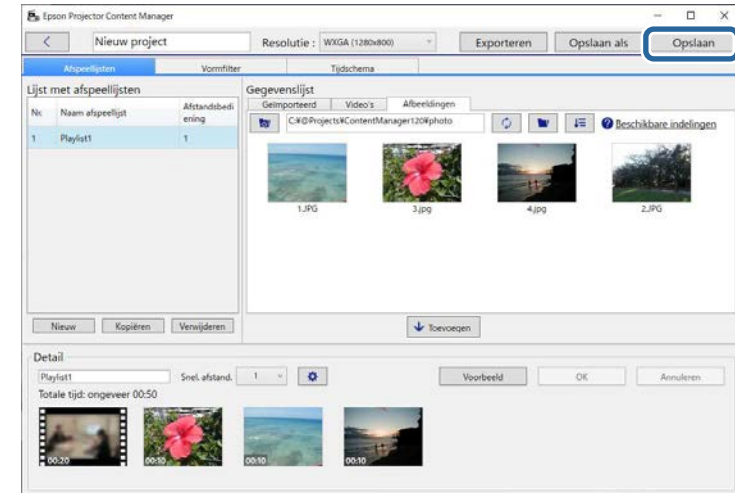 Epson Projector Content Manager
Nieuw project Resolutie : WXGA (1280x800) Exporteren Opslaan als Opslaan
Afspeellijsten Vormfilter Tijdschema
Lijst met afspeellijsten
Nr. Naam afspeellijst Afstandsbedi
ening
1 Playlist1 1
Nieuw Kopiëren Verwijderen
Gegevenslijst
Geïmporteerd Video's Afbeeldingen
C:¥@Projects¥ContentManager120¥photo Beschikbare indelingen
1.JPG 3.jpg 4.jpg 2.JPG
Toevoegen
Detail
Playlist1 Snel. afstand. 1 Voorbeeld OK Annuleren
Totale tijd: ongeveer 00:50
00:20 00:10 00:10 00:10